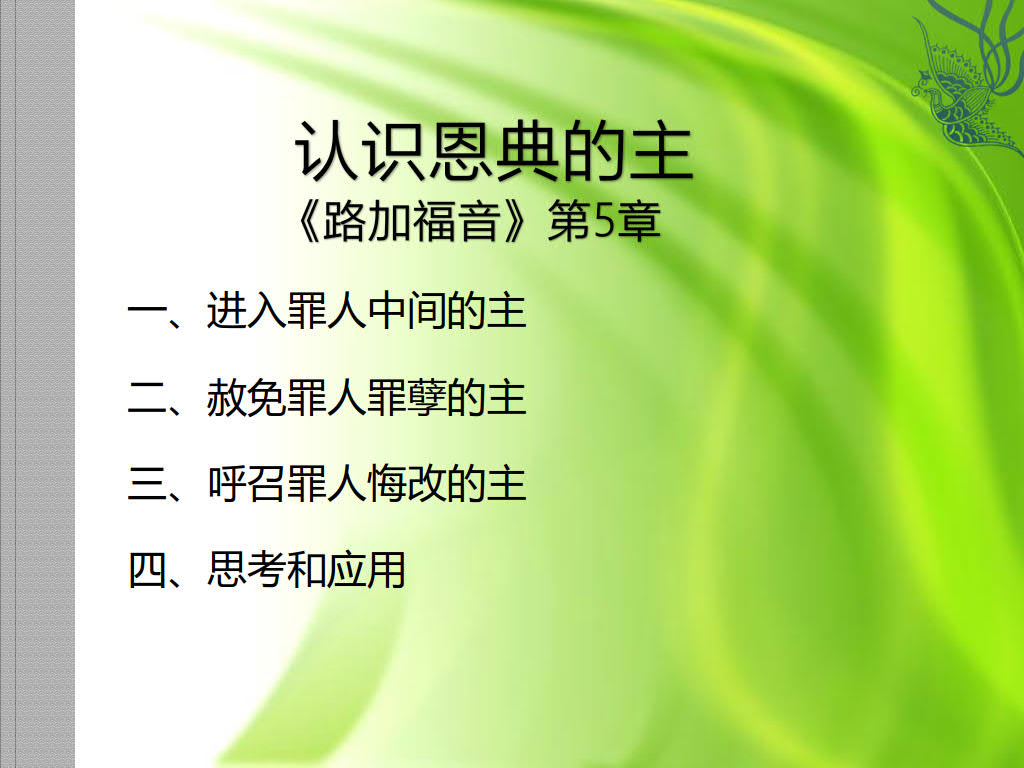 认识恩典的主
《路加福音》第5章
一、进入罪人中间的主
二、赦免罪人罪孽的主
三、呼召罪人悔改的主
四、思考和应用